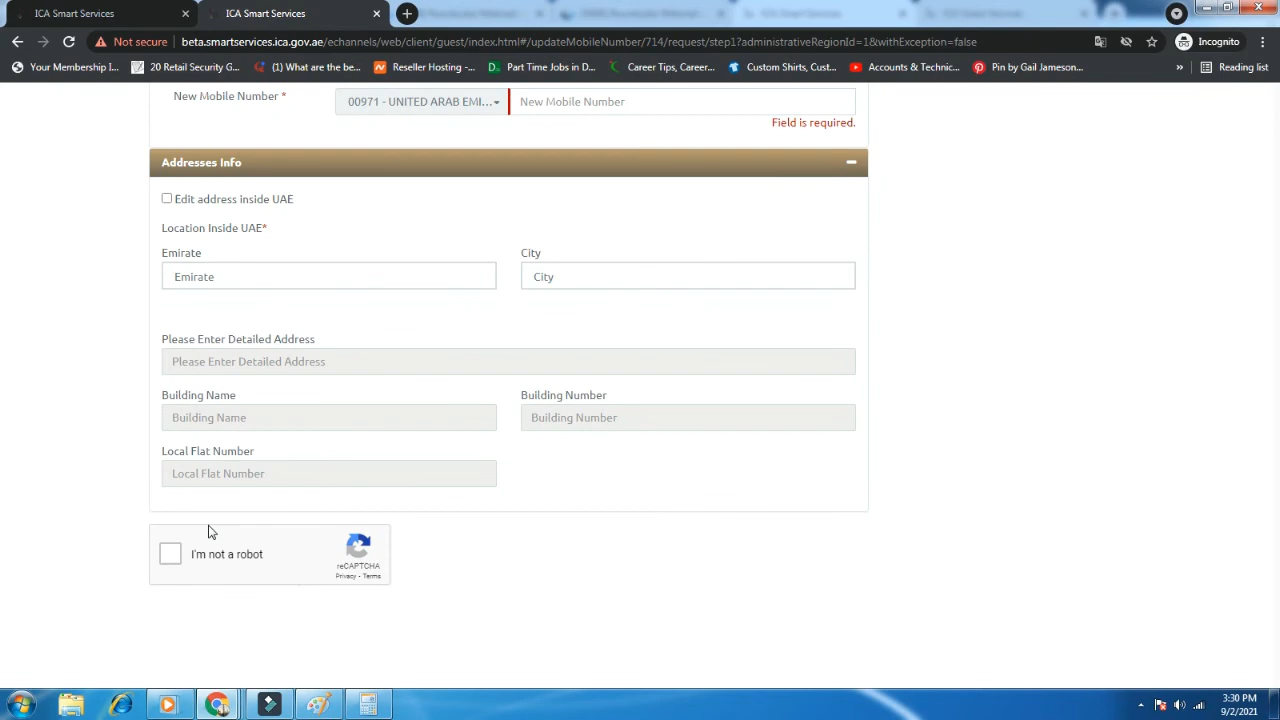 ICA Smart Services
ICA Smart Services
Not secure
beta.smartservices.ica.gov.ae/echannels/web/client/guest/index.html#/updateMobileNumber/714/request/step1?administrativeRegionId=1&withException=false
Incognito
Your Membership I...
20 Retail Security G...
(1) What are the be...
Reseller Hosting -...
Part Time Jobs in D...
Career Tips, Career...
Custom Shirts, Cust...
Accounts & Technic...
Pin by Gail Jameson...
»
Reading list
New Mobile Number *
00971 - UNITED ARAB EMI...
New Mobile Number
Field is required.
Addresses Info
Edit address inside UAE
Location Inside UAE*
Emirate
City
Emirate
City
Please Enter Detailed Address
Please Enter Detailed Address
Building Name
Building Number
Building Name
Building Number
Local Flat Number
Local Flat Number
I'm not a robot
reCAPTCHA
Privacy - Terms
3:30 PM
9/2/2021